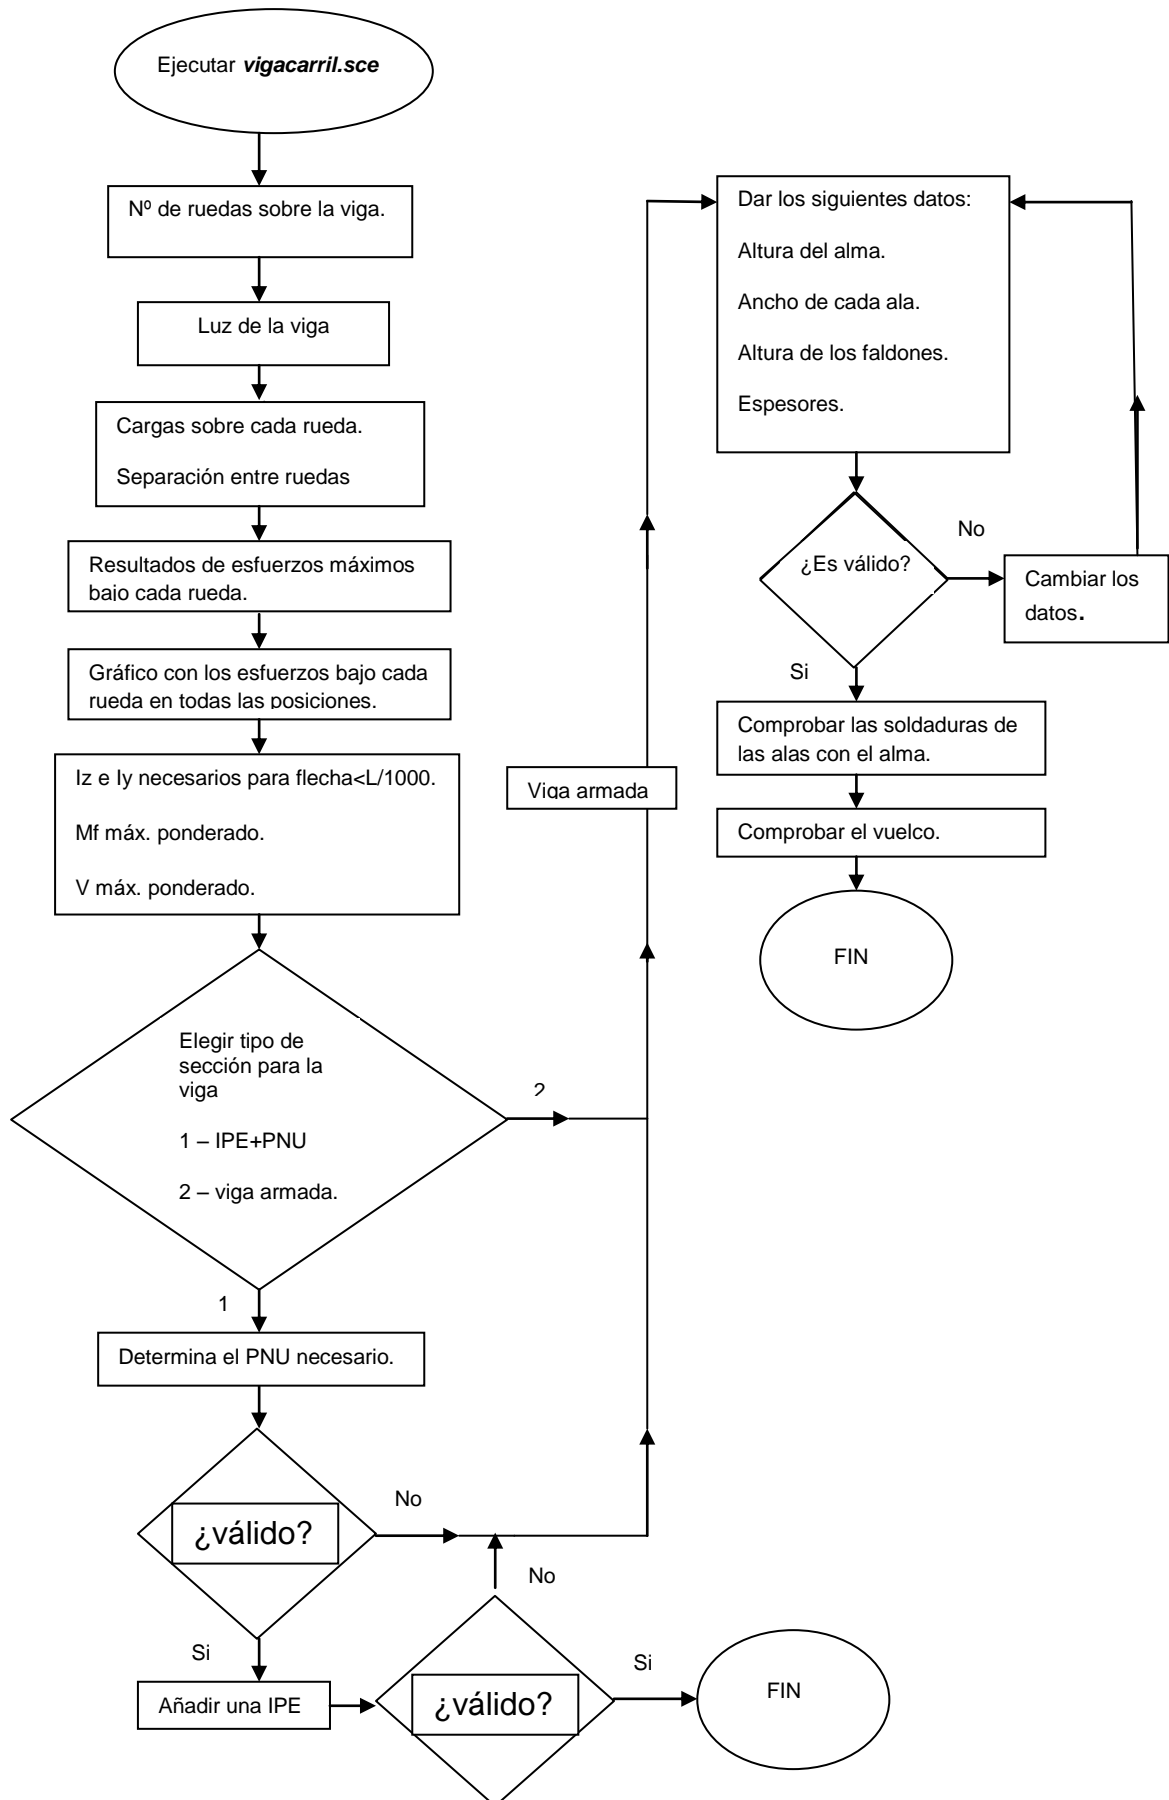 Ejecutar vigacarril.sce
Nº de ruedas sobre la viga.
Luz de la viga
Cargas sobre cada rueda.
Separación entre ruedas
Resultados de esfuerzos máximos
bajo cada rueda.
Gráfico con los esfuerzos bajo cada
rueda en todas las posiciones.
Iz e Iy necesarios para flecha<L/1000.
Mf máx. ponderado.
V máx. ponderado.
Elegir tipo de
sección para la
viga
1 – IPE+PNU
2 – viga armada.
2
1
Determina el PNU necesario.
¿válido?
No
Si
Añadir una IPE
¿válido?
No
Si
FIN
Viga armada
Dar los siguientes datos:
Altura del alma.
Ancho de cada ala.
Altura de los faldones.
Espesores.
¿Es válido?
No
Cambiar los
datos.
Si
Comprobar las soldaduras de
las alas con el alma.
Comprobar el vuelco.
FIN